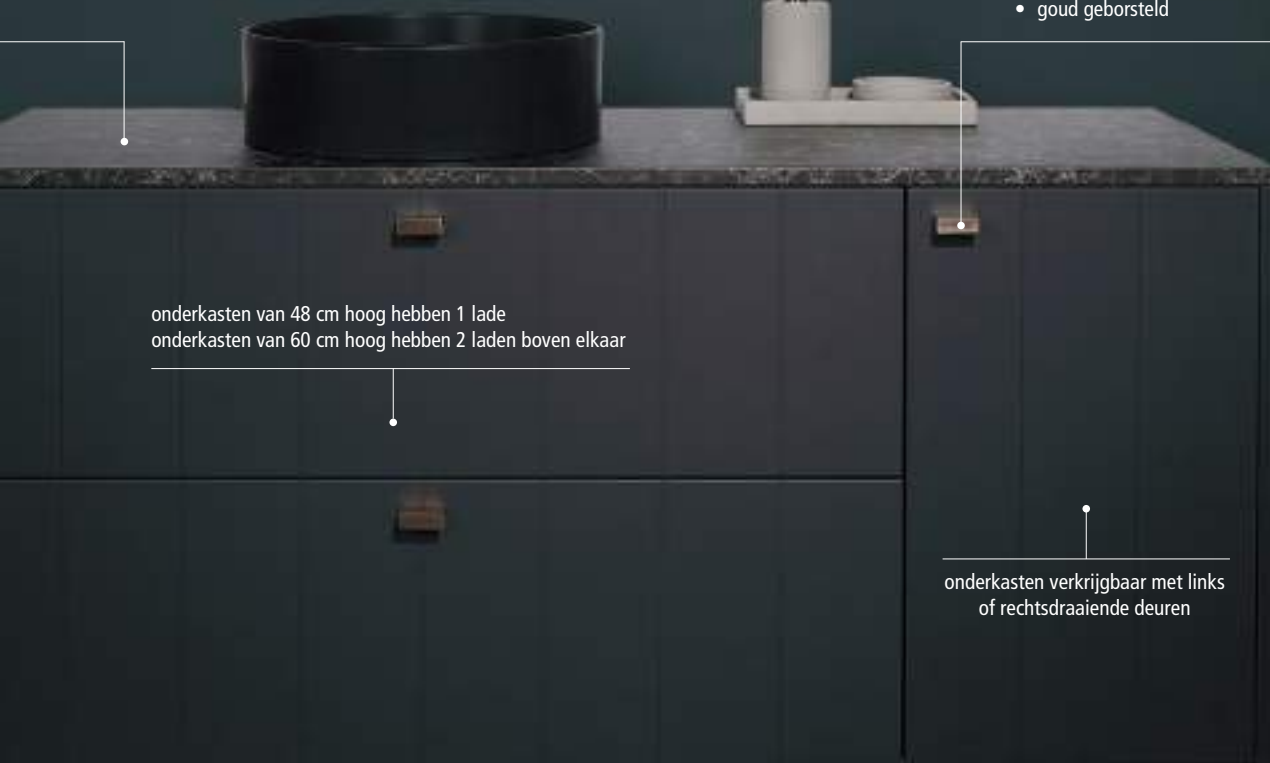 • goud geborsteld
onderkasten van 48 cm hoog hebben 1 lade
onderkasten van 60 cm hoog hebben 2 laden boven elkaar
onderkasten verkrijgbaar met links
of rechtsdraaiende deuren